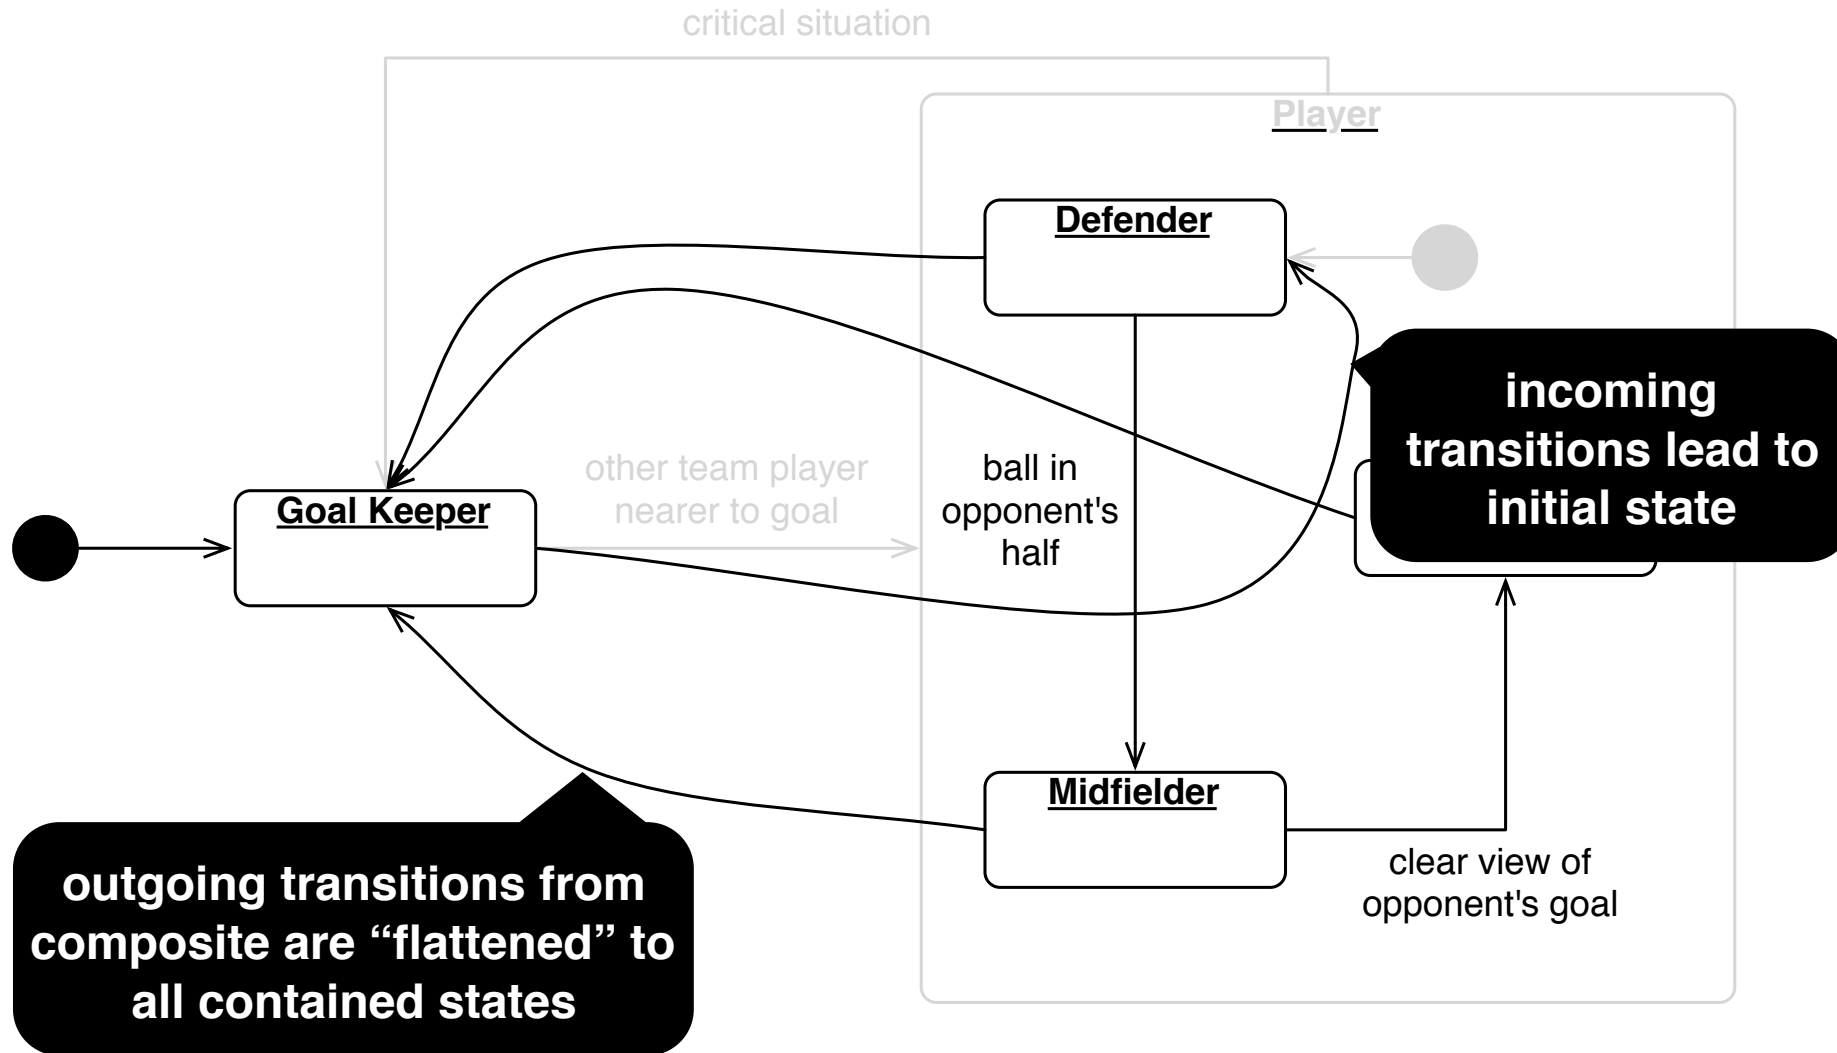 critical situation
Player
Defender
incoming
transitions lead to
initial state
other team player
nearer to goal
ball in
opponent's
half
Goal Keeper
Midfielder
clear view of
opponent's goal
outgoing transitions from
composite are “flattened” to
all contained states